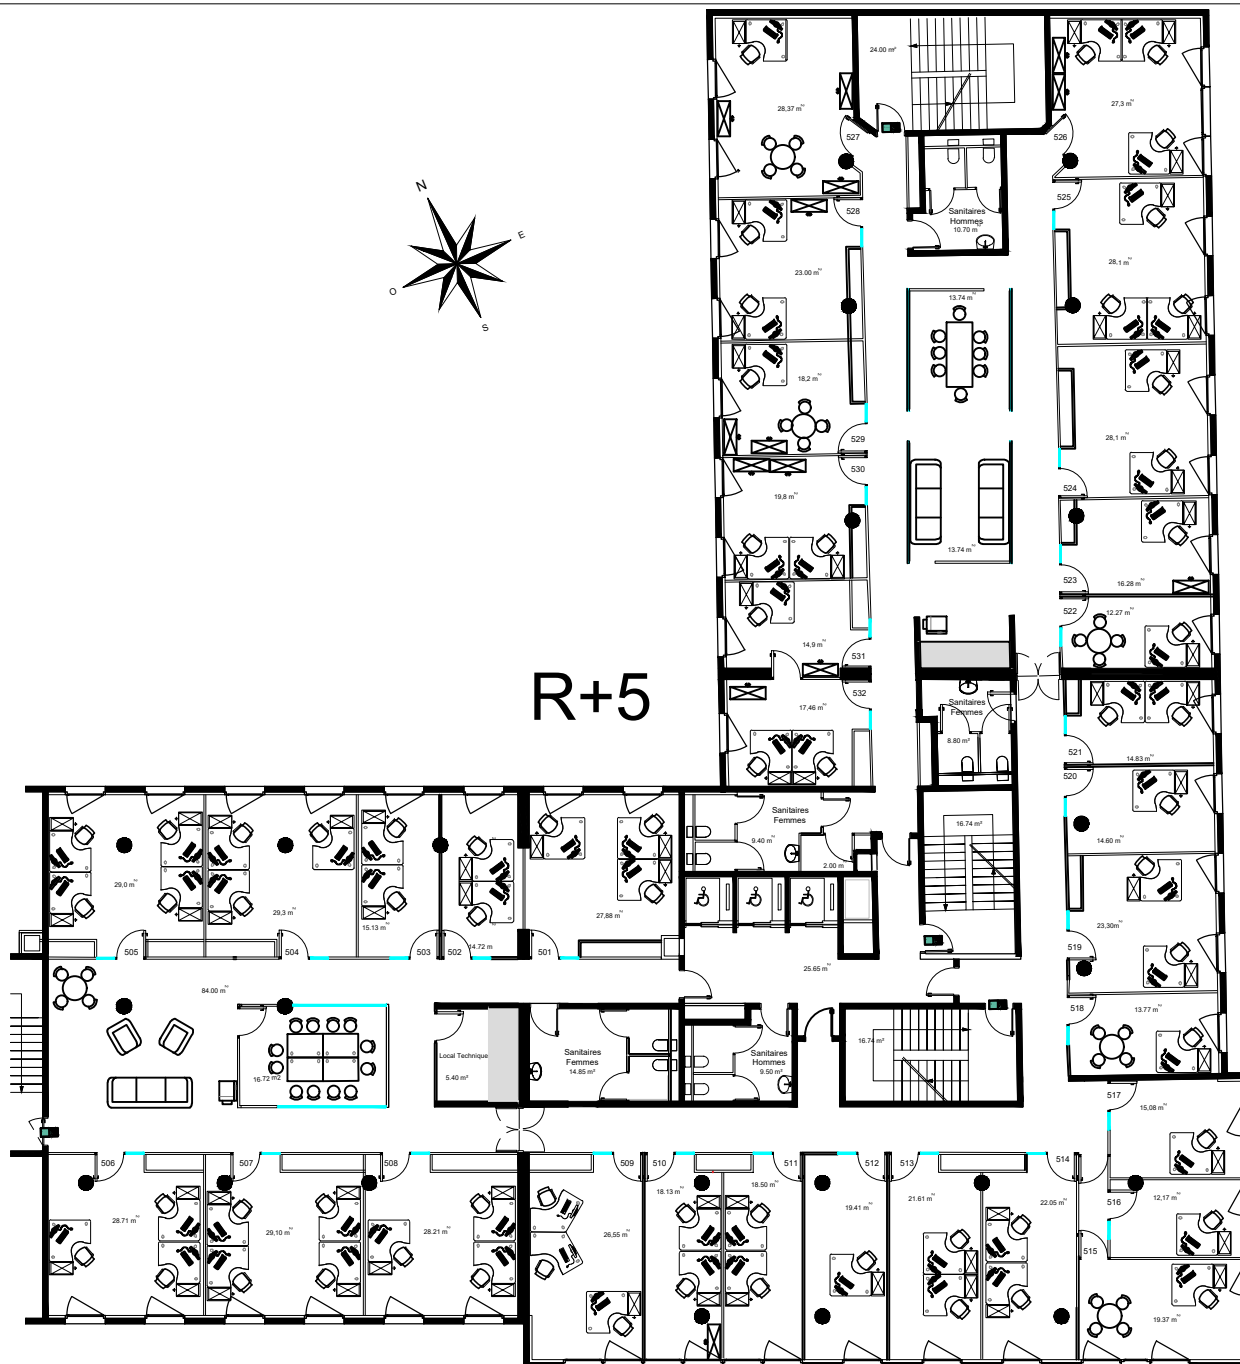 24.00 m²
28,37 m²
27,3 m²
527
526
Sanitaires
Hommes
10.70 m²
528
525
N
E
O
S
23.00 m²
28,1 m²
13.74 m²
18,2 m²
529
530
28,1 m²
524
19,8 m²
13.74 m²
16.28 m²
523
522
12.27 m²
14,9 m²
531
532
R+5
17,46 m²
Sanitaires
Femmes
8.80 m²
521
14.83 m²
520
Sanitaires
Femmes
9.40 m
2.00 m
16.74 m²
14.60 m²
29,0 m²
29,3 m²
15.13 m²
14.72 m
27,88 m²
23,30m²
505
504
503
502
501
519
25.65 m²
84.00 m²
518
13.77 m²
16.72 m2
Local Technique
5.40 m²
Sanitaires
Femmes
14.85 m²
Sanitaires
Hommes
9.50 m²
16.74 m²
517
15,08 m²
506
507
508
509
510
511
512
513
514
18.13 m²
18.50 m²
19.41 m²
21.61 m²
22.05 m²
12,17 m²
516
28.71 m²
29,10 m²
28.21 m²
26,55 m²
515
19.37 m²